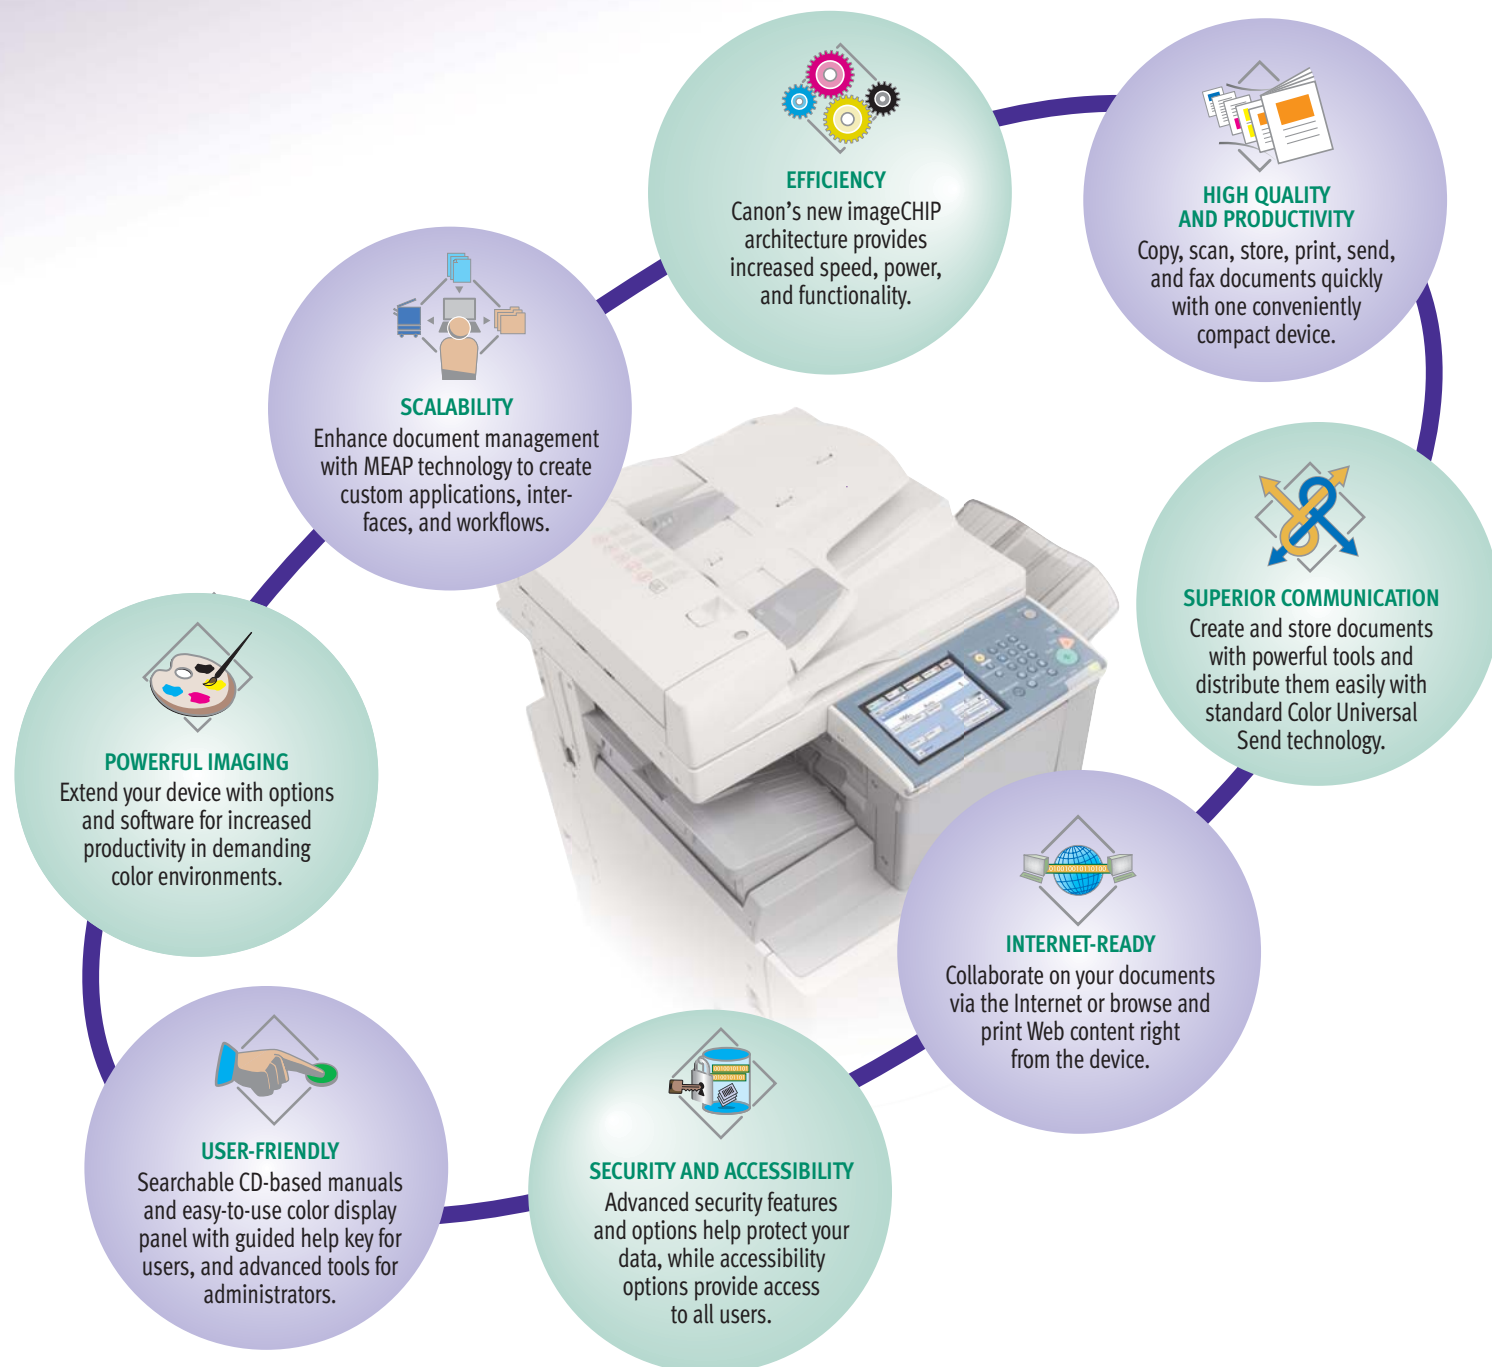 EFFICIENCY
Canon’s new imageCHIP
architecture provides
increased speed, power,
and functionality.
HIGH QUALITY
AND PRODUCTIVITY
Copy, scan, store, print, send,
and fax documents quickly
with one conveniently
compact device.
SCALABILITY
Enhance document management
with MEAP technology to create
custom applications, inter-
faces, and workflows.
SUPERIOR COMMUNICATION
Create and store documents
with powerful tools and
distribute them easily with
standard Color Universal
Send technology.
POWERFUL IMAGING
Extend your device with options
and software for increased
productivity in demanding
color environments.
INTERNET-READY
Collaborate on your documents
via the Internet or browse and
print Web content right
from the device.
USER-FRIENDLY
Searchable CD-based manuals
and easy-to-use color display
panel with guided help key for
users, and advanced tools for
administrators.
SECURITY AND ACCESSIBILITY
Advanced security features
and options help protect your
data, while accessibility
options provide access
to all users.